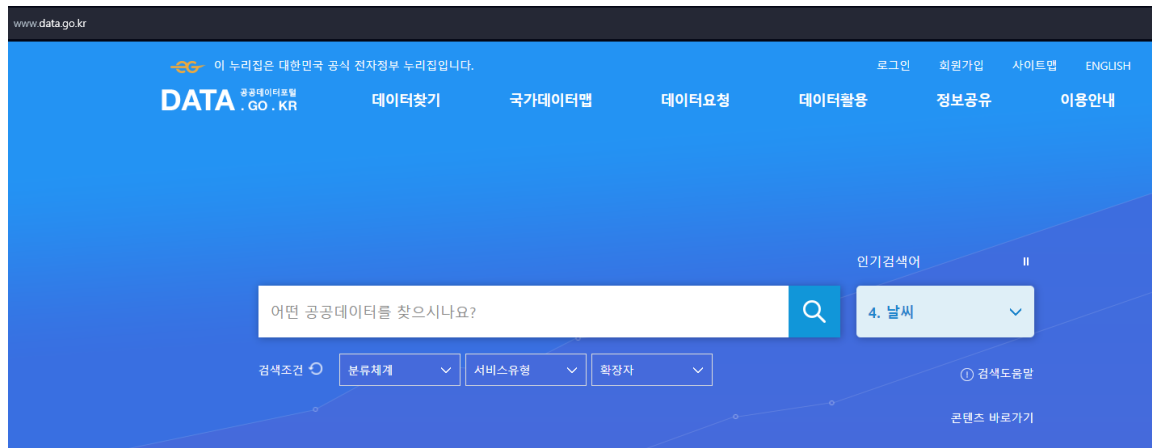 www.data.go.kr
이 누리집은 대한민국 공식 전자정부 누리집입니다.
로그인 회원가입 사이트맵 ENGLISH
DATA 공공데이터포털
. GO . KR
데이터찾기 국가데이터맵 데이터요청 데이터활용 정보공유 이용안내
인기검색어
어떤 공공데이터를 찾으시나요?
4. 날씨
검색조건 분류체계 서비스유형 확장자
검색도움말
콘텐츠 바로가기